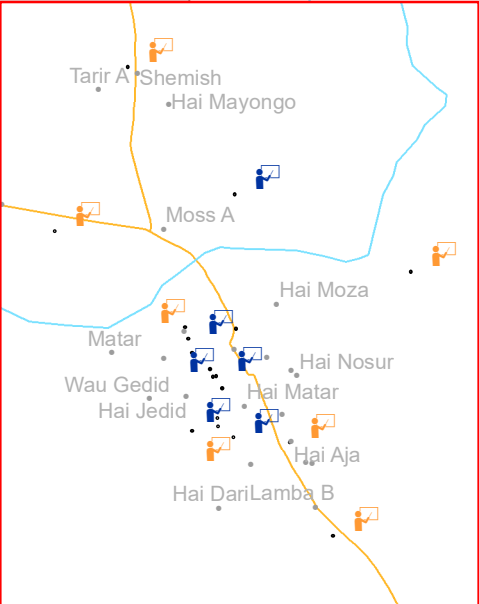 Tarir A
Shemish
Hai Mayongo
Moss A
Hai Moza
Matar
Hai Nosur
Wau Gedid
Hai Matar
Hai Jedid
Hai Aja
Hai Dari
Lamba B